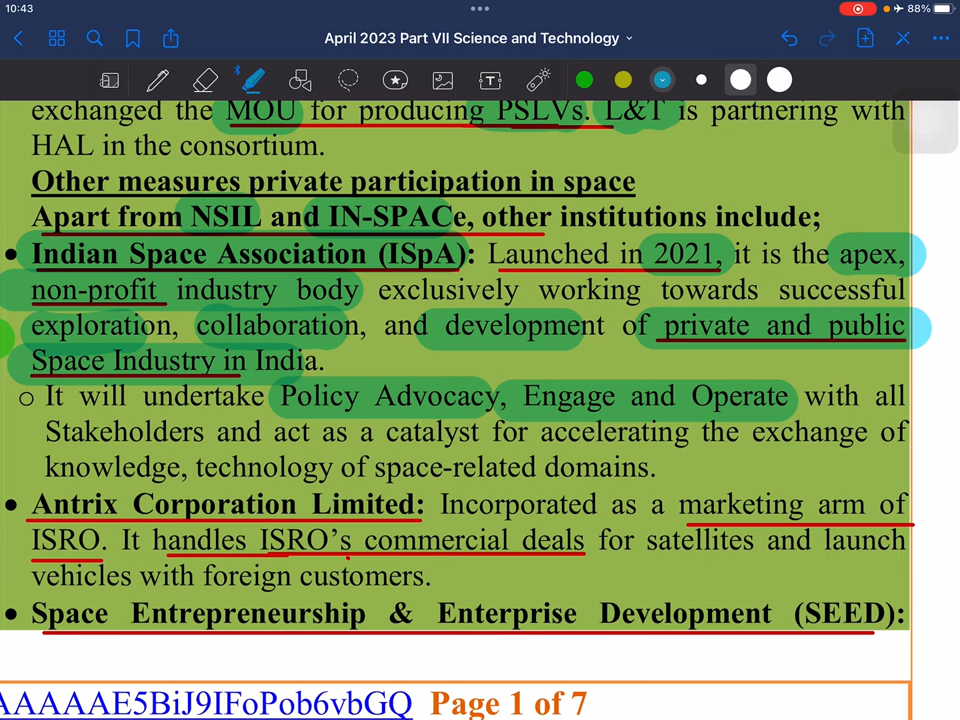 10:43
88%
April 2023 Part VII Science and Technology
exchanged the MOU for producing PSLVs. L&T is partnering with
HAL in the consortium.
Other measures private participation in space
Apart from NSIL and IN-SPACe, other institutions include;
• Indian Space Association (ISpA): Launched in 2021, it is the apex,
non-profit industry body exclusively working towards successful
exploration, collaboration, and development of private and public
Space Industry in India.
o It will undertake Policy Advocacy, Engage and Operate with all
Stakeholders and act as a catalyst for accelerating the exchange of
knowledge, technology of space-related domains.
• Antrix Corporation Limited: Incorporated as a marketing arm of
ISRO. It handles ISRO’s commercial deals for satellites and launch
vehicles with foreign customers.
• Space Entrepreneurship & Enterprise Development (SEED):
AAAAAE5BiJ9IFoPob6vbGQ Page 1 of 7